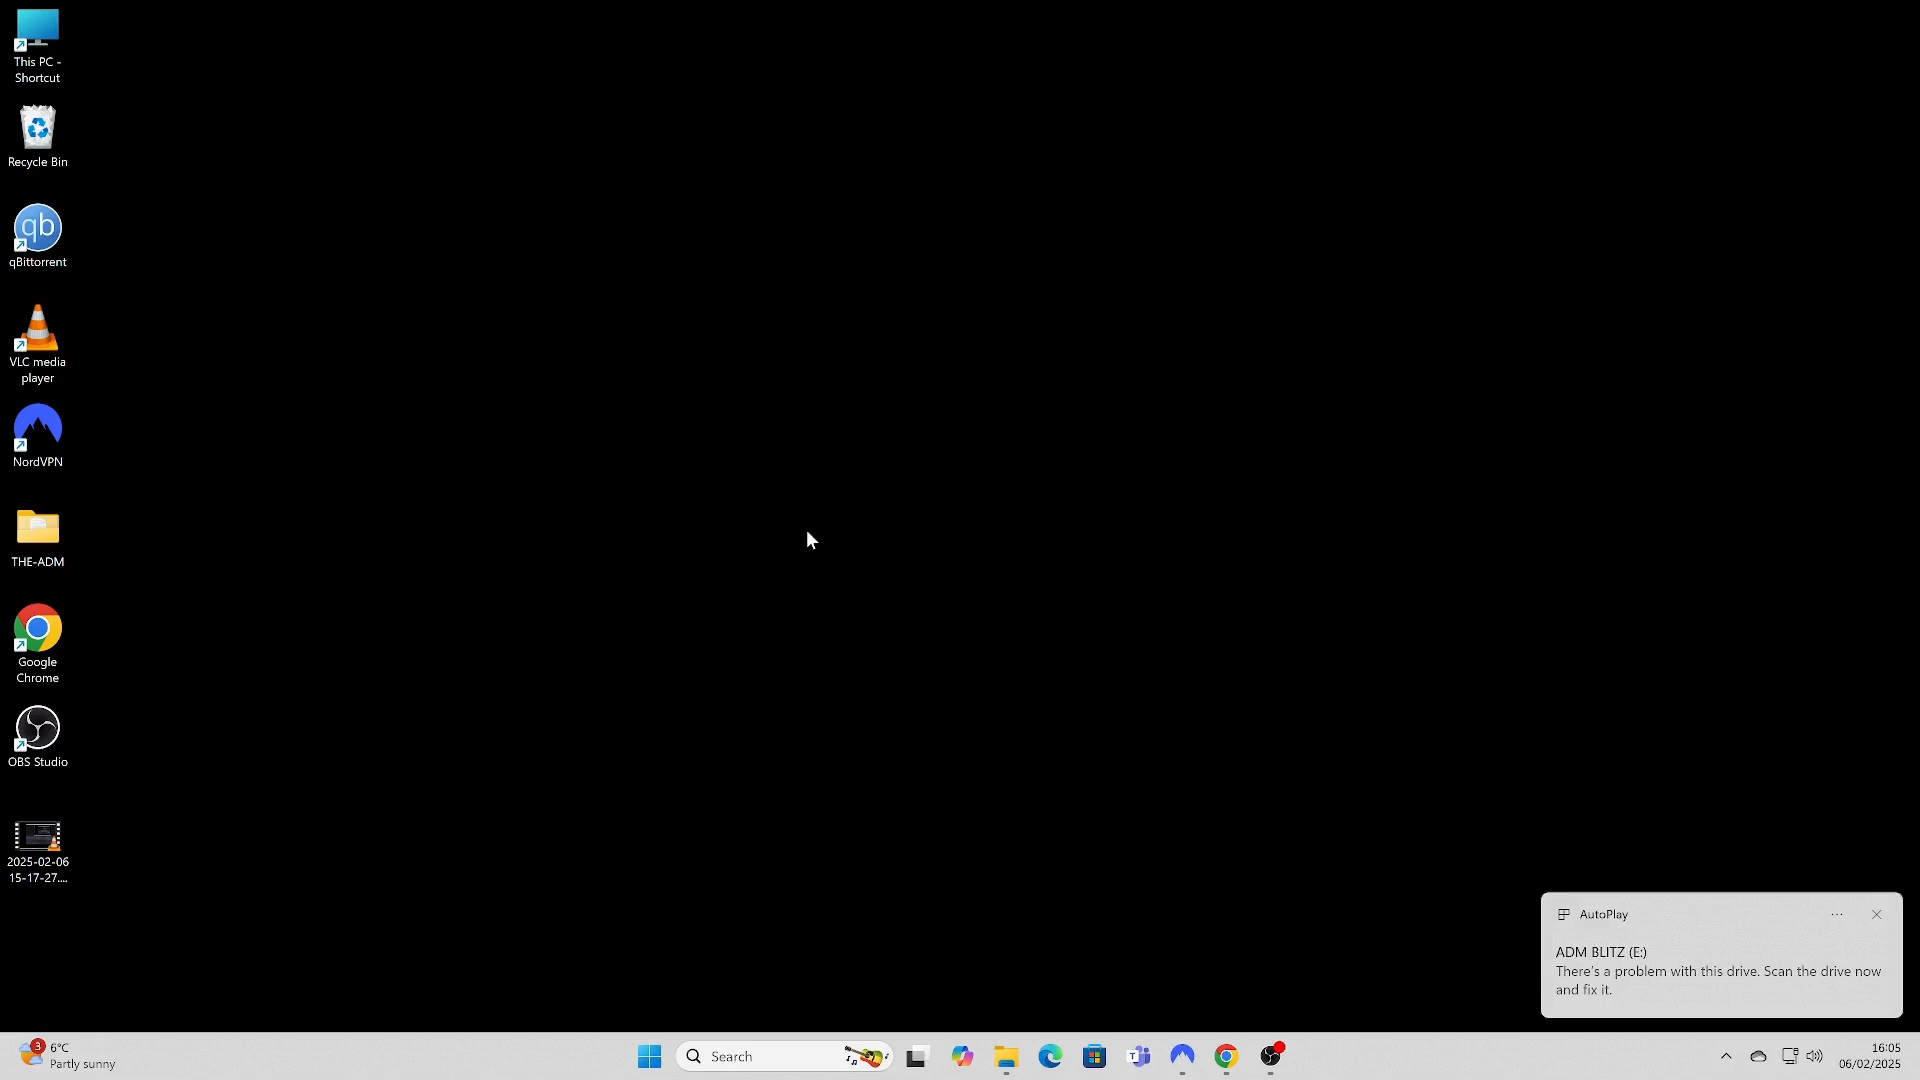 This PC -
Shortcut
Recycle Bin
qb
qBittorrent
VLC media
player
NordVPN
THE-ADM
Google
Chrome
OBS Studio
2025-02-06
15-17-27....
AutoPlay
ADM BLITZ (E:)
There's a problem with this drive. Scan the drive now
and fix it.
3
6°C
Partly sunny
Search
T
16:05
06/02/2025